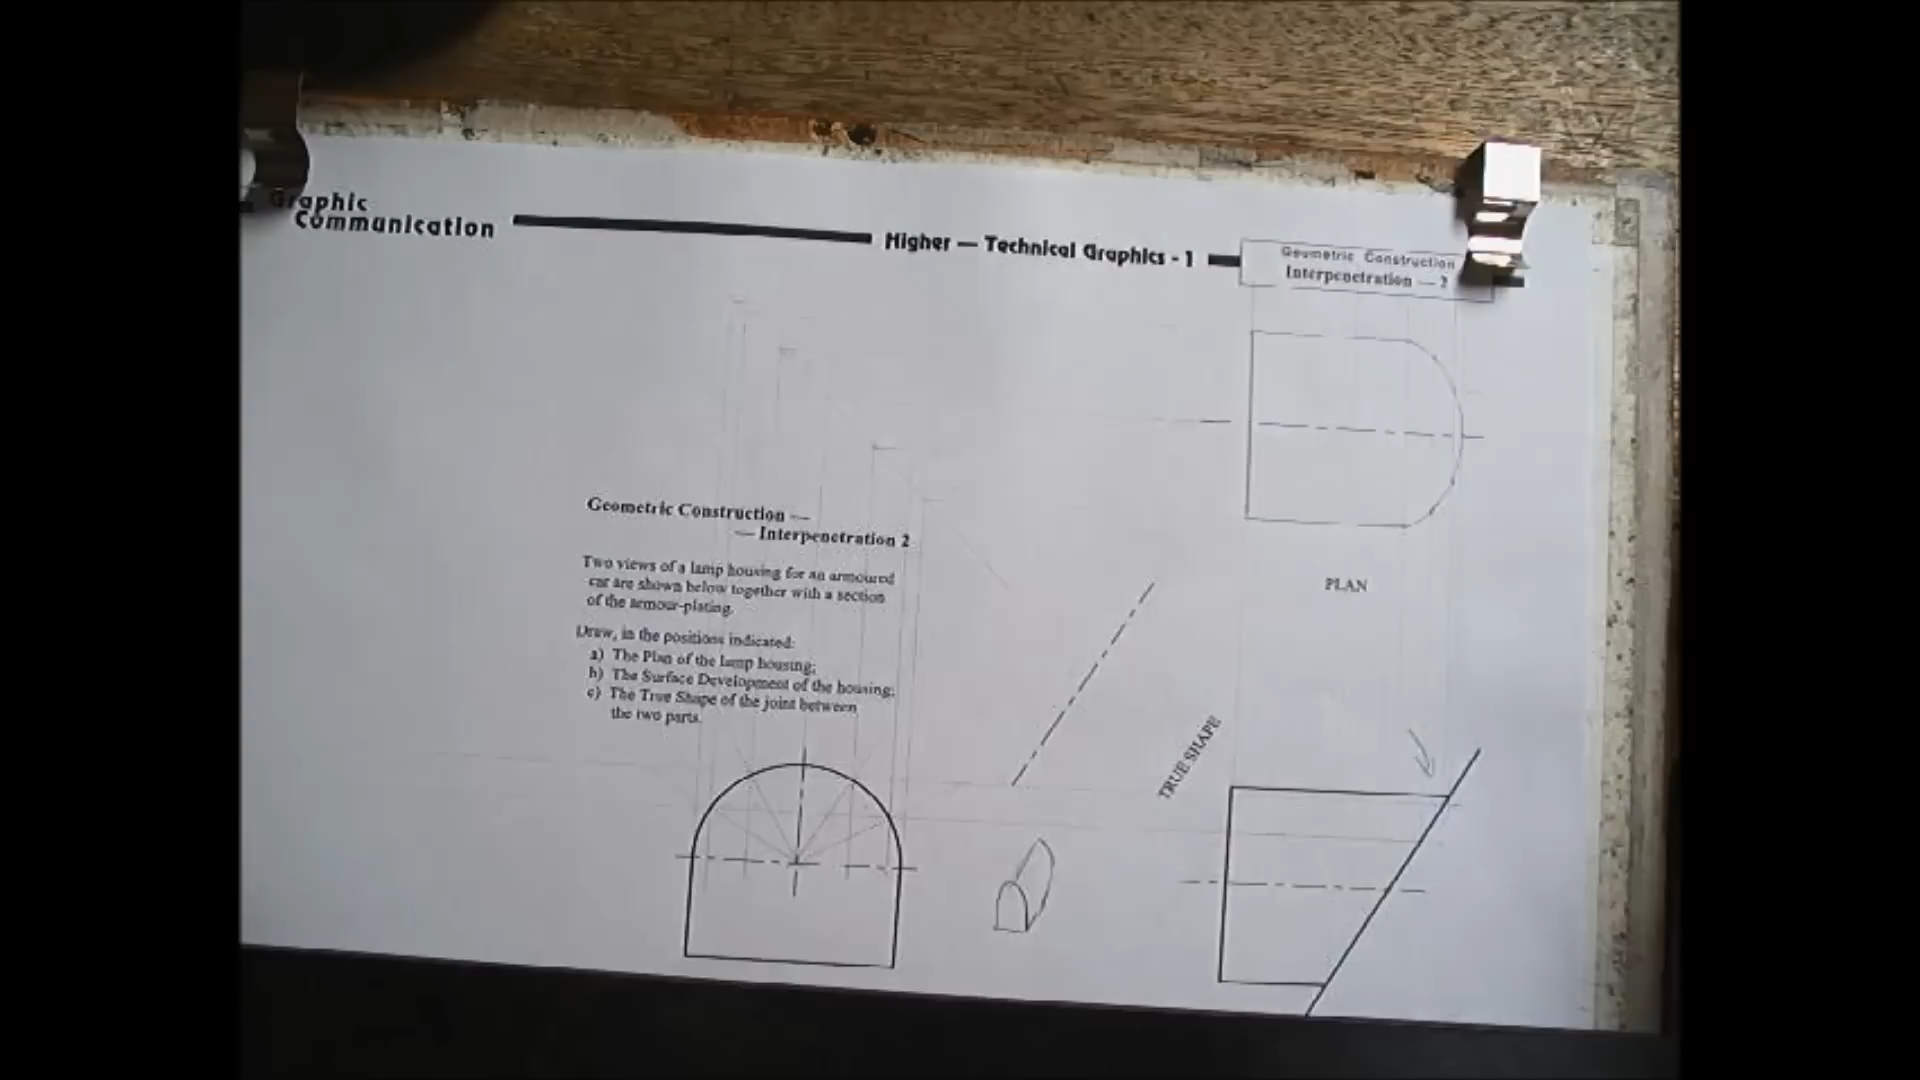 Graphic
Communication
Higher — Technical Graphics - 1
Geometric Construction
Interpenetration — 2
Geometric Construction —
— Interpenetration 2
Two views of a lamp housing for an armoured
car are shown below together with a section
of the armour-plating.
Draw, in the positions indicated:
a) The Plan of the lamp housing;
b) The Surface Development of the housing;
c) The True Shape of the joint between
the two parts.
PLAN
TRUE SHAPE